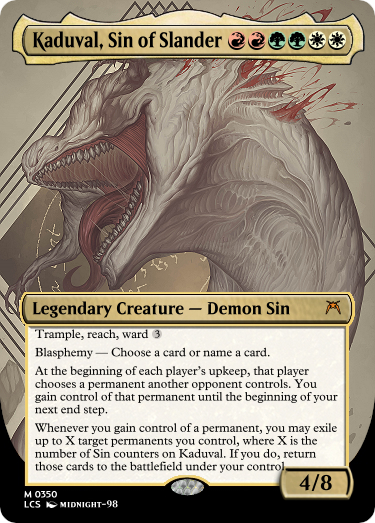 Kaduval, Sin of Slander
Legendary Creature — Demon Sin
Trample, reach, ward 3
Blasphemy — Choose a card or name a card.
At the beginning of each player's upkeep, that player
chooses a permanent another opponent controls. You
gain control of that permanent until the beginning of your
next end step.
Whenever you gain control of a permanent, you may exile
up to X target permanents you control, where X is the
number of Sin counters on Kaduval. If you do, return
those cards to the battlefield under your control.
4/8
M 0350
LCS MIDNIGHT-98